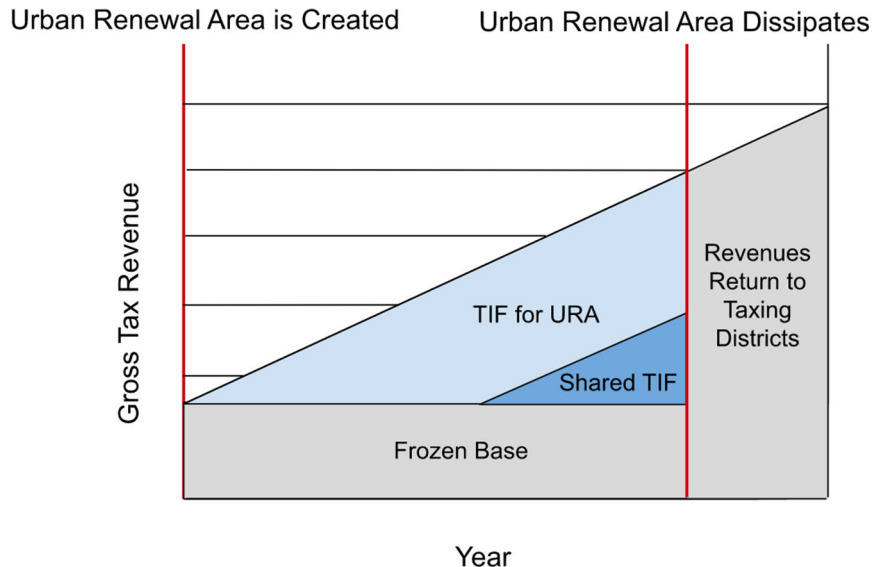 Urban Renewal Area is Created
Urban Renewal Area Dissipates
Gross Tax Revenue
Revenues
Return to
Taxing
Districts
TIF for URA
Shared TIF
Frozen Base
Year